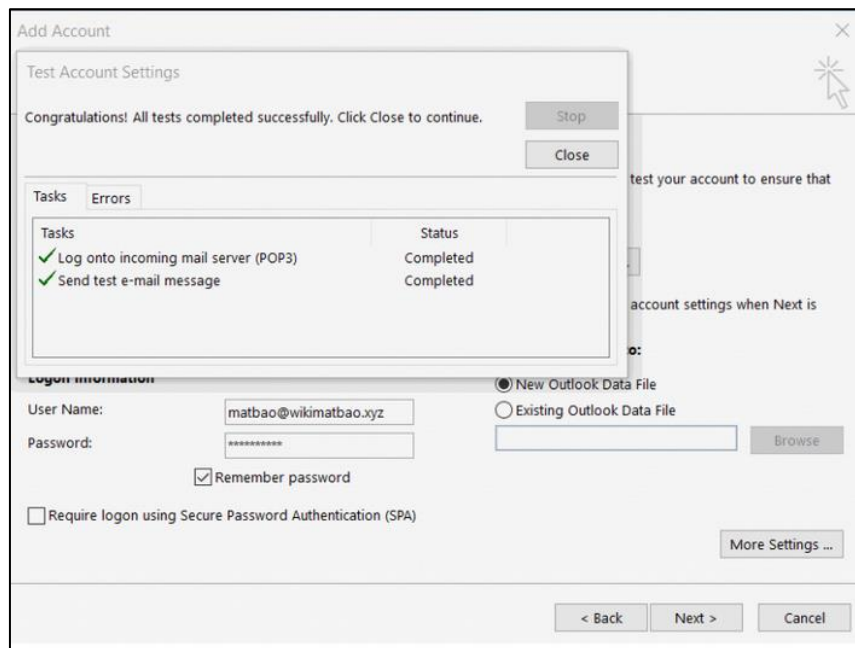 Add Account
Test Account Settings
Congratulations! All tests completed successfully. Click Close to continue.
Stop
Close
test your account to ensure that
Tasks
Errors
Tasks Status
Log onto incoming mail server (POP3) Completed
Send test e-mail message Completed
account settings when Next is
to:
Logon Information
New Outlook Data File
User Name: matbao@wikimatbao.xyz
Existing Outlook Data File
Password: **********
Browse
Remember password
Require logon using Secure Password Authentication (SPA)
More Settings ...
< Back Next > Cancel